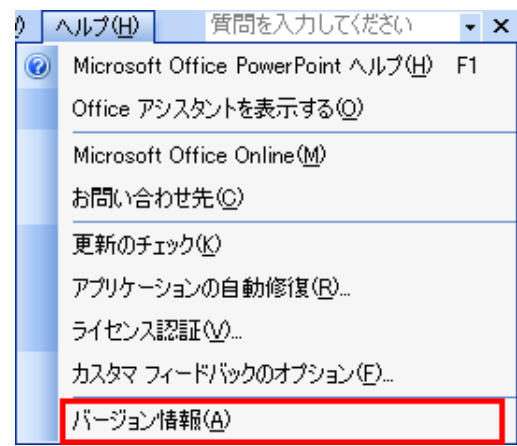 ヘルプ(H) 質問を入力してください
Microsoft Office PowerPoint ヘルプ(H) F1
Office アシスタントを表示する(O)
Microsoft Office Online(M)
お問い合わせ先(C)
更新のチェック(K)
アプリケーションの自動修復(R)...
ライセンス認証(V)...
カスタマ フィードバックのオプション(F)...
バージョン情報(A)